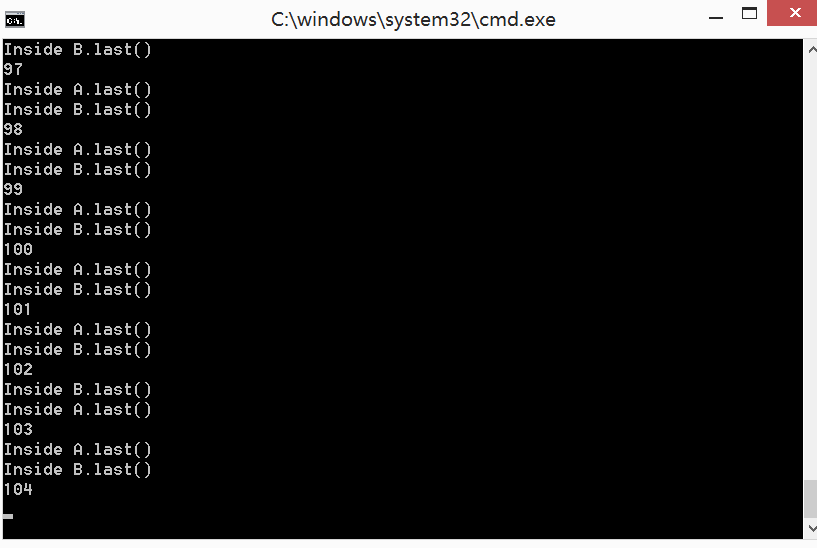 C:\windows\system32\cmd.exe
Inside B.last()
97
Inside A.last()
Inside B.last()
98
Inside A.last()
Inside B.last()
99
Inside A.last()
Inside B.last()
100
Inside A.last()
Inside B.last()
101
Inside A.last()
Inside B.last()
102
Inside B.last()
Inside A.last()
103
Inside A.last()
Inside B.last()
104